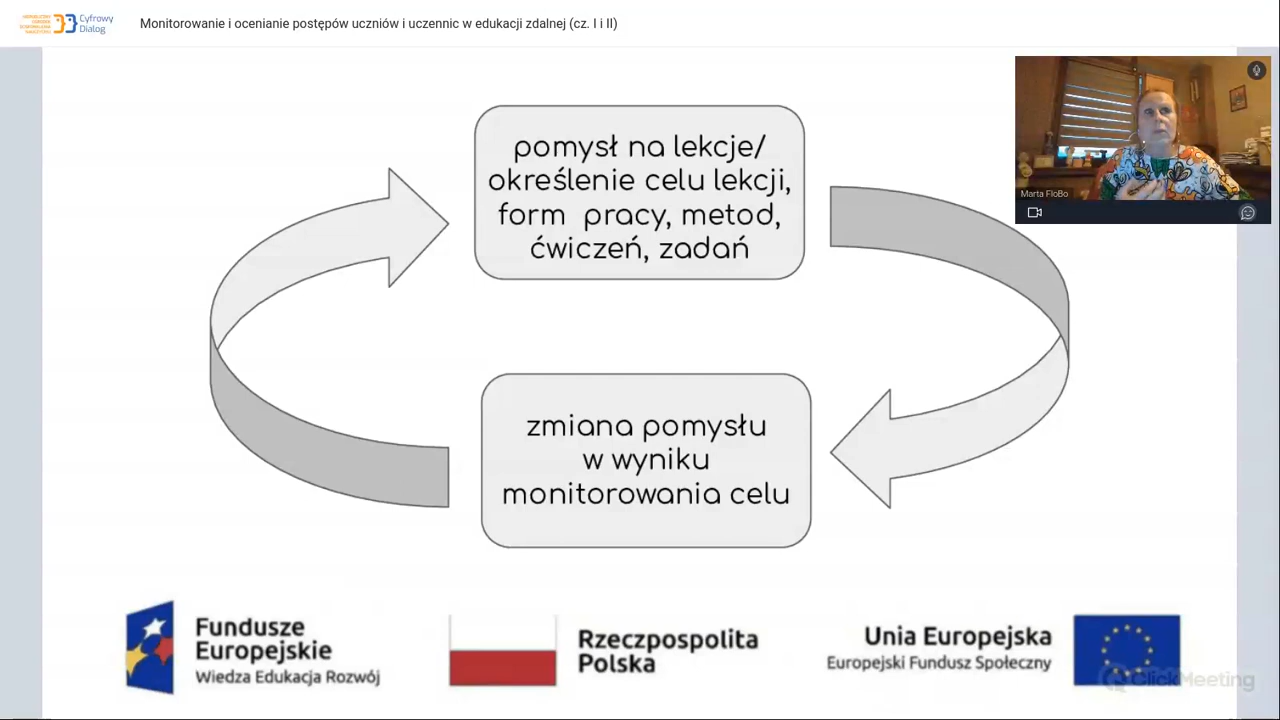 Cyfrowy
Dialog
Monitorowanie i ocenianie postępów uczniów i uczennic w edukacji zdalnej (cz. I i II)
Marta FloBo
pomysł na lekcje/
określenie celu lekcji,
form pracy, metod,
ćwiczeń, zadań
zmiana pomysłu
w wyniku
monitorowania celu
Fundusze
Europejskie
Wiedza Edukacja Rozwój
Rzeczpospolita
Polska
Unia Europejska
Europejski Fundusz Społeczny
ClickMeeting